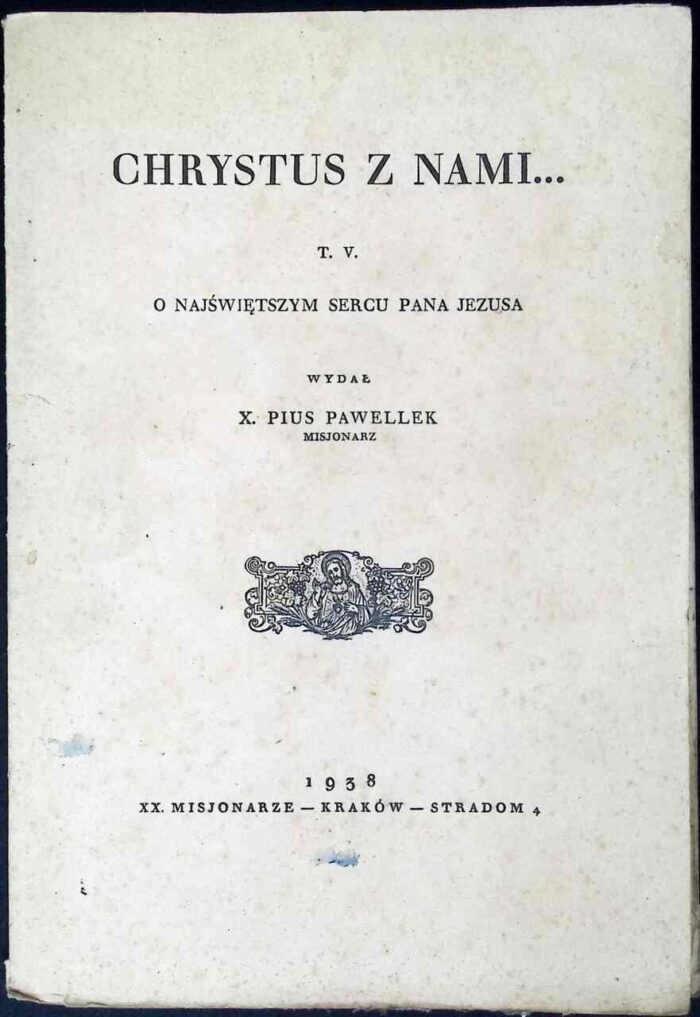 CHRYSTUS Z NAMI...
T. V.
O NAJŚWIĘTSZYM SERCU PANA JEZUSA
WYDAŁ
X. PIUS PAWELLEK
MISJONARZ
1938
XX. MISJONARZE — KRAKÓW — STRADOM 4